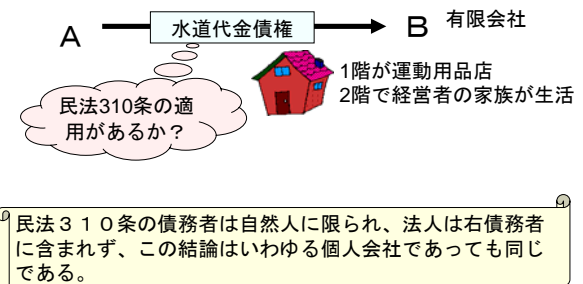 A
水道代金債権
B
有限会社
1階が運動用品店
2階で経営者の家族が生活
民法310条の適
用があるか？
民法３１０条の債務者は自然人に限られ、法人は右債務者
に含まれず、この結論はいわゆる個人会社であっても同じ
である。